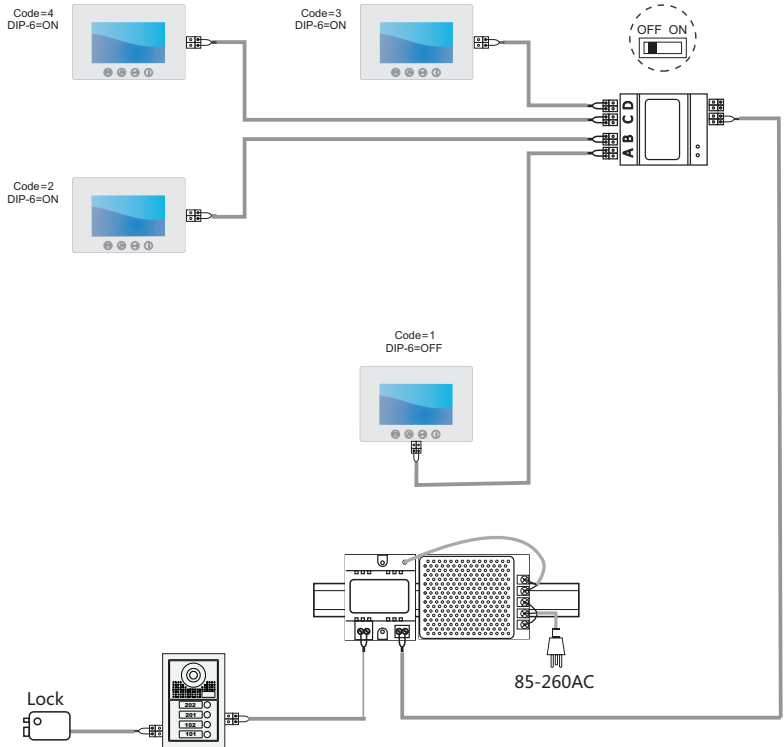 Code=4
DIP-6=ON
Code=3
DIP-6=ON
OFF ON
A B C D
Code=2
DIP-6=ON
Code=1
DIP-6=OFF
85-260AC
Lock
202
201
102
101